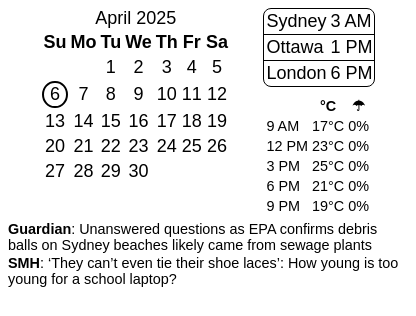 April 2025
Su Mo Tu We Th Fr Sa
1 2 3 4 5
6 7 8 9 10 11 12
13 14 15 16 17 18 19
20 21 22 23 24 25 26
27 28 29 30
Sydney 3 AM
Ottawa 1 PM
London 6 PM
°C ☂
9 AM 17°C 0%
12 PM 23°C 0%
3 PM 25°C 0%
6 PM 21°C 0%
9 PM 19°C 0%
Guardian: Unanswered questions as EPA confirms debris
balls on Sydney beaches likely came from sewage plants
SMH: ‘They can’t even tie their shoe laces’: How young is too
young for a school laptop?